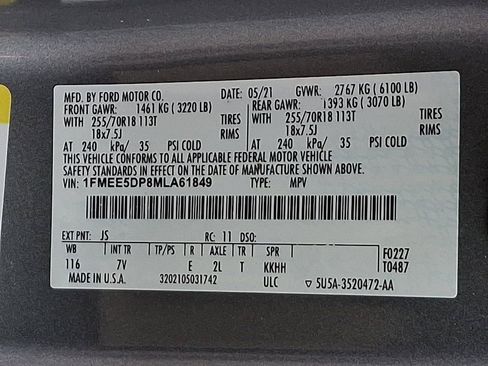 MFD. BY FORD MOTOR CO. DATE: 05/21 GVWR: 2767 KG (6100 LB)
FRONT GAWR: 1461 KG (3220 LB) REAR GAWR: 1393 KG (3070 LB)
WITH 255/70R18 113T TIRES WITH 255/70R18 113T TIRES
18x7.5J RIMS 18x7.5J RIMS
AT 240 kPa/ 35 PSI COLD AT 240 kPa/ 35 PSI COLD
THIS VEHICLE CONFORMS TO ALL APPLICABLE FEDERAL MOTOR VEHICLE
SAFETY STANDARDS IN EFFECT ON THE DATE OF MANUFACTURE SHOWN ABOVE.
VIN: 1FMEE5DP8MLA61849 TYPE: MPV
EXT PNT: JS RC: 11 DSO:
WB INT TR TP/PS R AXLE TR SPR F0227
116 7V E 2L T KKHH T0487
MADE IN U.S.A. 3202105031742 ULC 5U5A-3520472-AA